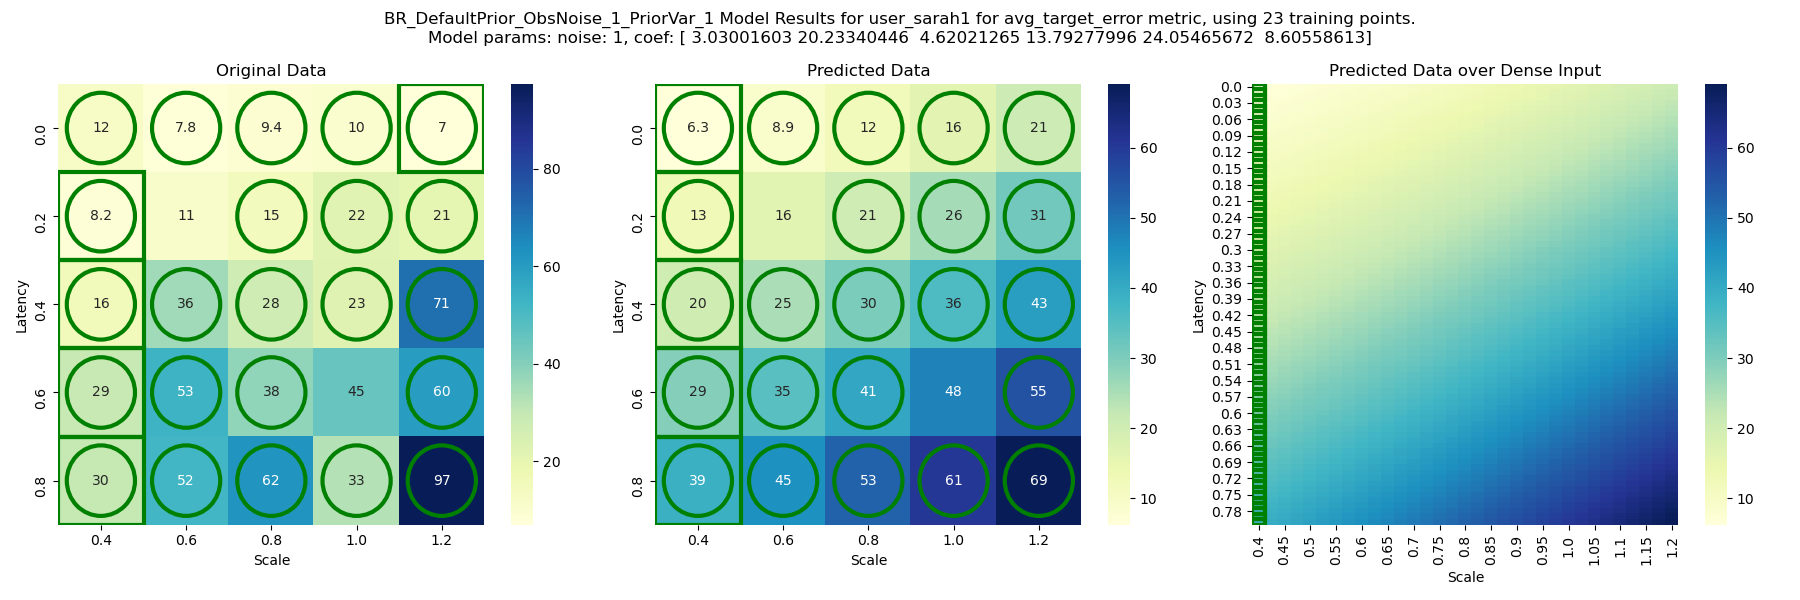 BR_DefaultPrior_ObsNoise_1_PriorVar_1 Model Results for user_sarah1 for avg_target_error metric, using 23 training points.
Model params: noise: 1, coef: [ 3.03001603 20.23340446  4.62021265 13.79277996 24.05465672  8.60558613]
Original Data
Latency
0.0 12 7.8 9.4 10 7
0.2 8.2 11 15 22 21
0.4 16 36 28 23 71
0.6 29 53 38 45 60
0.8 30 52 62 33 97
0.4 0.6 0.8 1.0 1.2
Scale
80
60
40
20
Predicted Data
Latency
0.0 6.3 8.9 12 16 21
0.2 13 16 21 26 31
0.4 20 25 30 36 43
0.6 29 35 41 48 55
0.8 39 45 53 61 69
0.4 0.6 0.8 1.0 1.2
Scale
60
50
40
30
20
10
Predicted Data over Dense Input
Latency
0.0
0.03
0.06
0.09
0.12
0.15
0.18
0.21
0.24
0.27
0.3
0.33
0.36
0.39
0.42
0.45
0.48
0.51
0.54
0.57
0.6
0.63
0.66
0.69
0.72
0.75
0.78
0.4 0.45 0.5 0.55 0.6 0.65 0.7 0.75 0.8 0.85 0.9 0.95 1.0 1.05 1.1 1.15 1.2
Scale
60
50
40
30
20
10